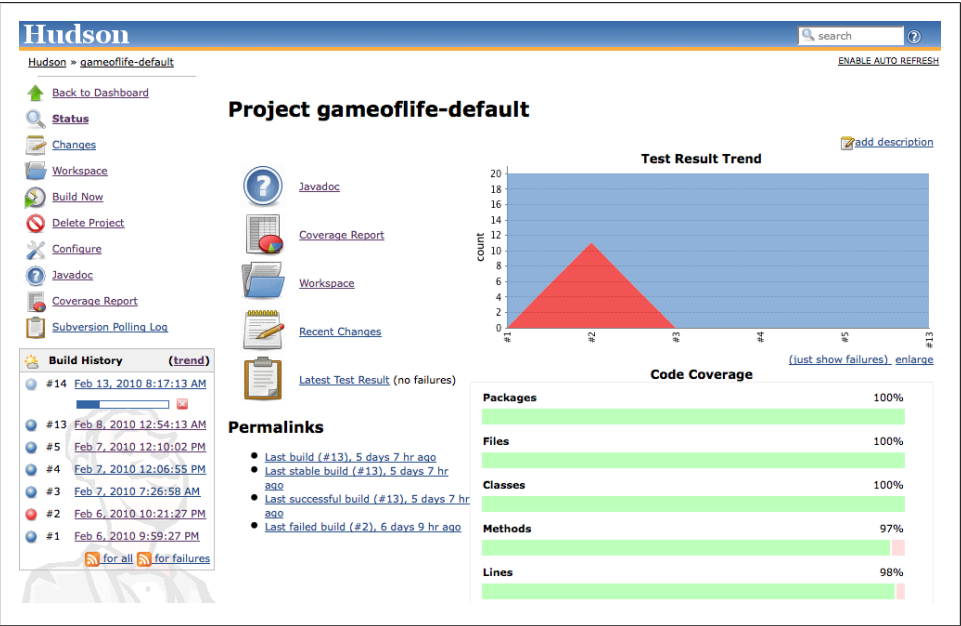 Hudson
search
Hudson » gameoflife-default
ENABLE AUTO REFRESH
Back to Dashboard
Status
Changes
Workspace
Build Now
Delete Project
Configure
Javadoc
Coverage Report
Subversion Polling Log
Build History (trend)
#14 Feb 13, 2010 8:17:13 AM
#13 Feb 8, 2010 12:54:13 AM
#5 Feb 7, 2010 12:10:02 PM
#4 Feb 7, 2010 12:06:55 PM
#3 Feb 7, 2010 7:26:58 AM
#2 Feb 6, 2010 10:21:27 PM
#1 Feb 6, 2010 9:59:27 PM
for all for failures
Project gameoflife-default
add description
Javadoc
Coverage Report
Workspace
Recent Changes
Latest Test Result (no failures)
Permalinks
Last build (#13), 5 days 7 hr ago
Last stable build (#13), 5 days 7 hr
ago
Last successful build (#13), 5 days 7 hr
ago
Last failed build (#2), 6 days 9 hr ago
Test Result Trend
count
20
18
16
14
12
10
8
6
4
2
0
#1
#2
#3
#4
#5
#13
(just show failures) enlarge
Code Coverage
Packages 100%
Files 100%
Classes 100%
Methods 97%
Lines 98%